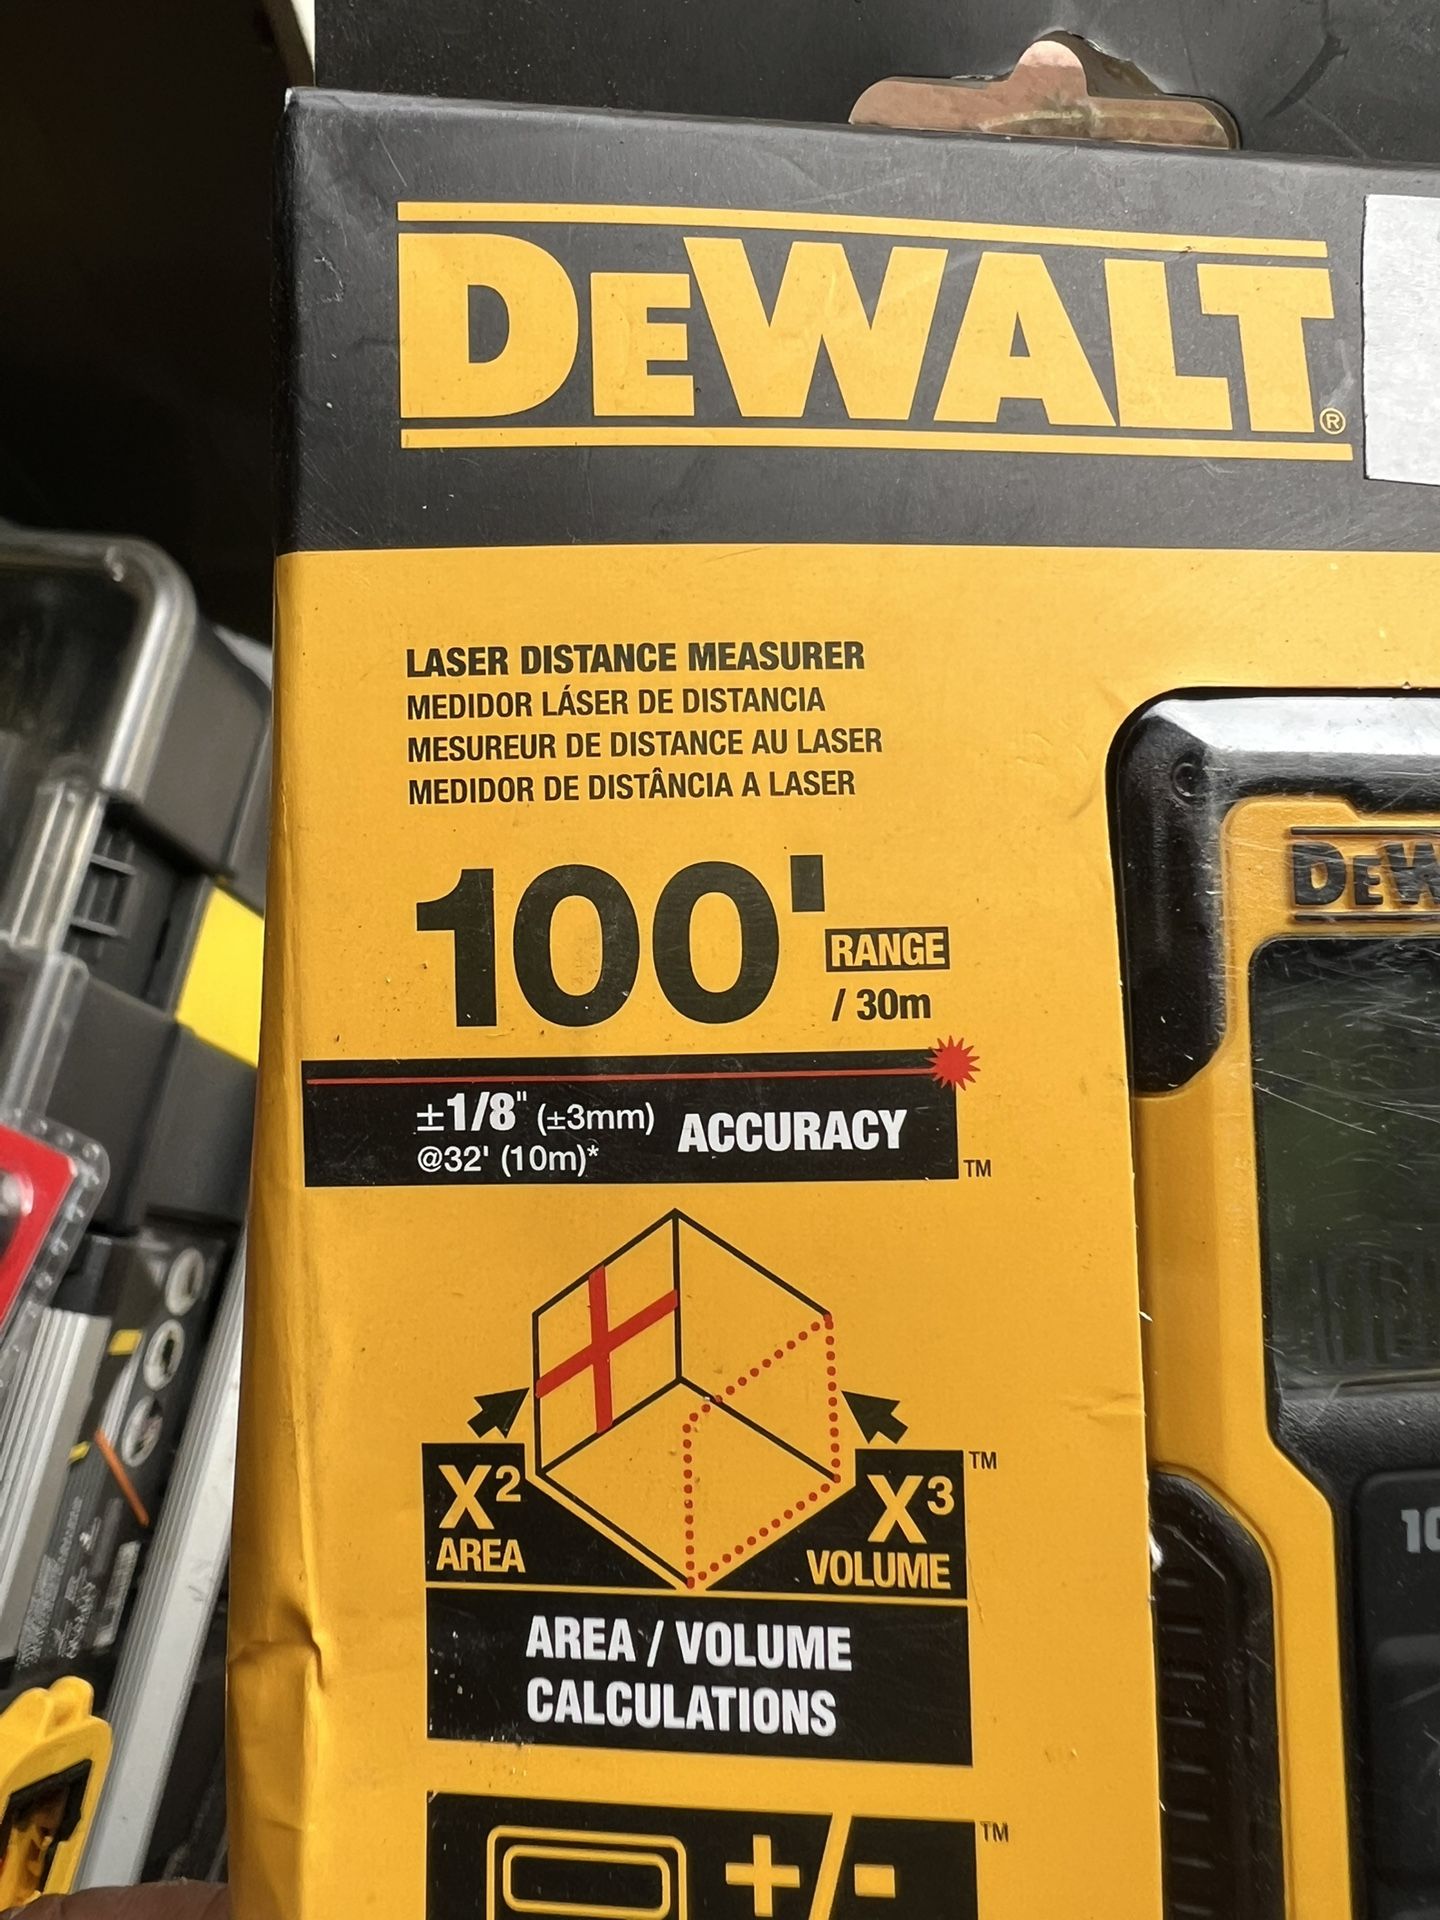 DEWALT®
LASER DISTANCE MEASURER
MEDIDOR LÁSER DE DISTANCIA
MESUREUR DE DISTANCE AU LASER
MEDIDOR DE DISTÂNCIA A LASER
100' RANGE
/ 30m
±1/8" (±3mm) ACCURACY
@32' (10m)*
TM
X² TM
AREA
X³
VOLUME
AREA / VOLUME
CALCULATIONS
TM
+/-
10